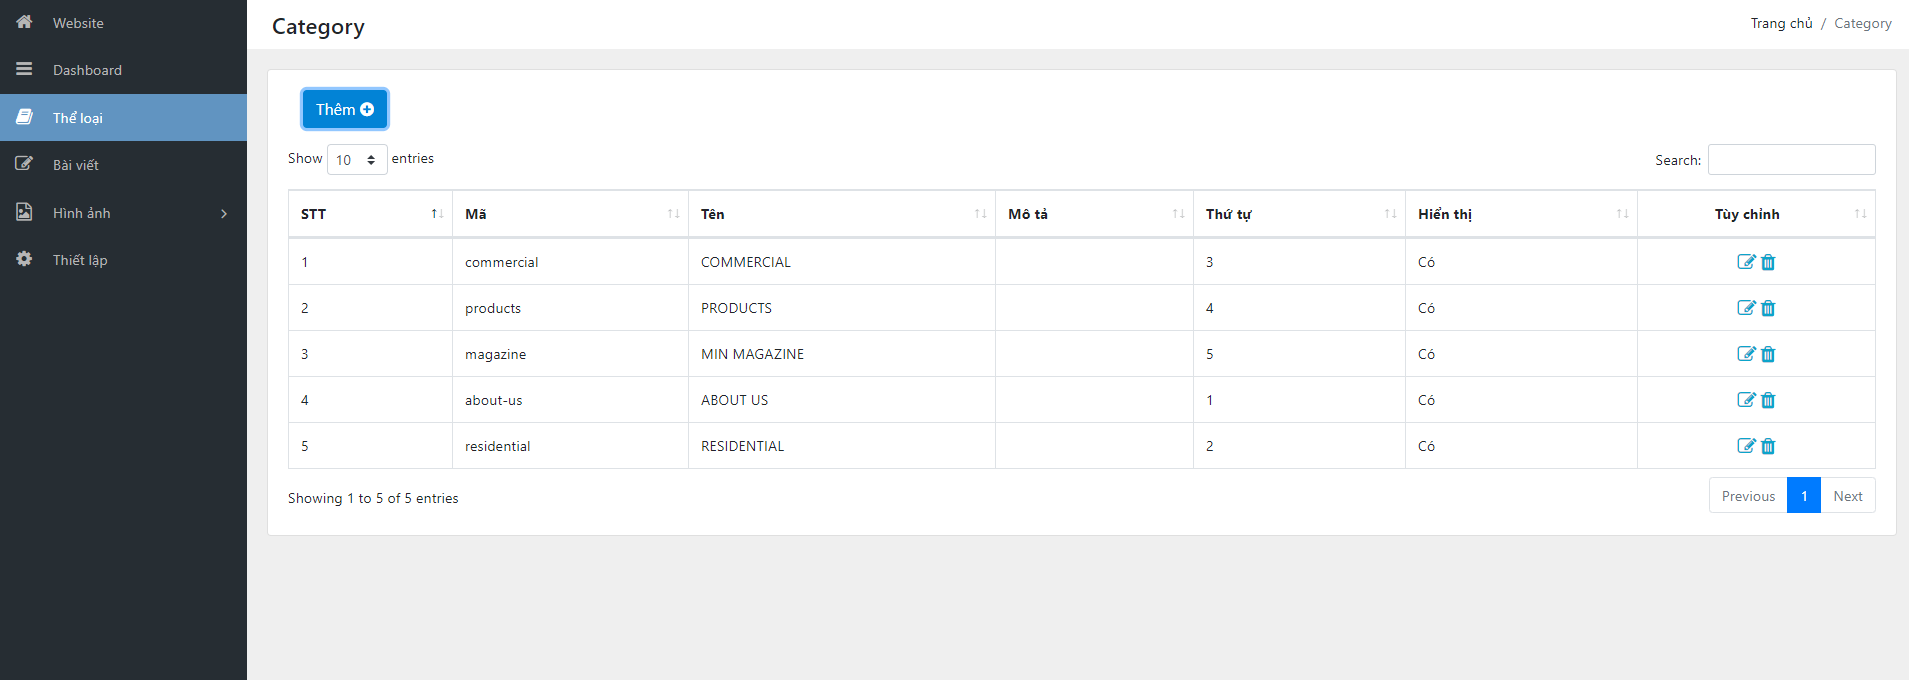 Website
Dashboard
Thể loại
Bài viết
Hình ảnh
Thiết lập
Category
Trang chủ / Category
Thêm
Show 10 entries
Search:
STT Mã Tên Mô tả Thứ tự Hiển thị Tùy chỉnh
1 commercial COMMERCIAL 3 Có
2 products PRODUCTS 4 Có
3 magazine MIN MAGAZINE 5 Có
4 about-us ABOUT US 1 Có
5 residential RESIDENTIAL 2 Có
Showing 1 to 5 of 5 entries
Previous 1 Next